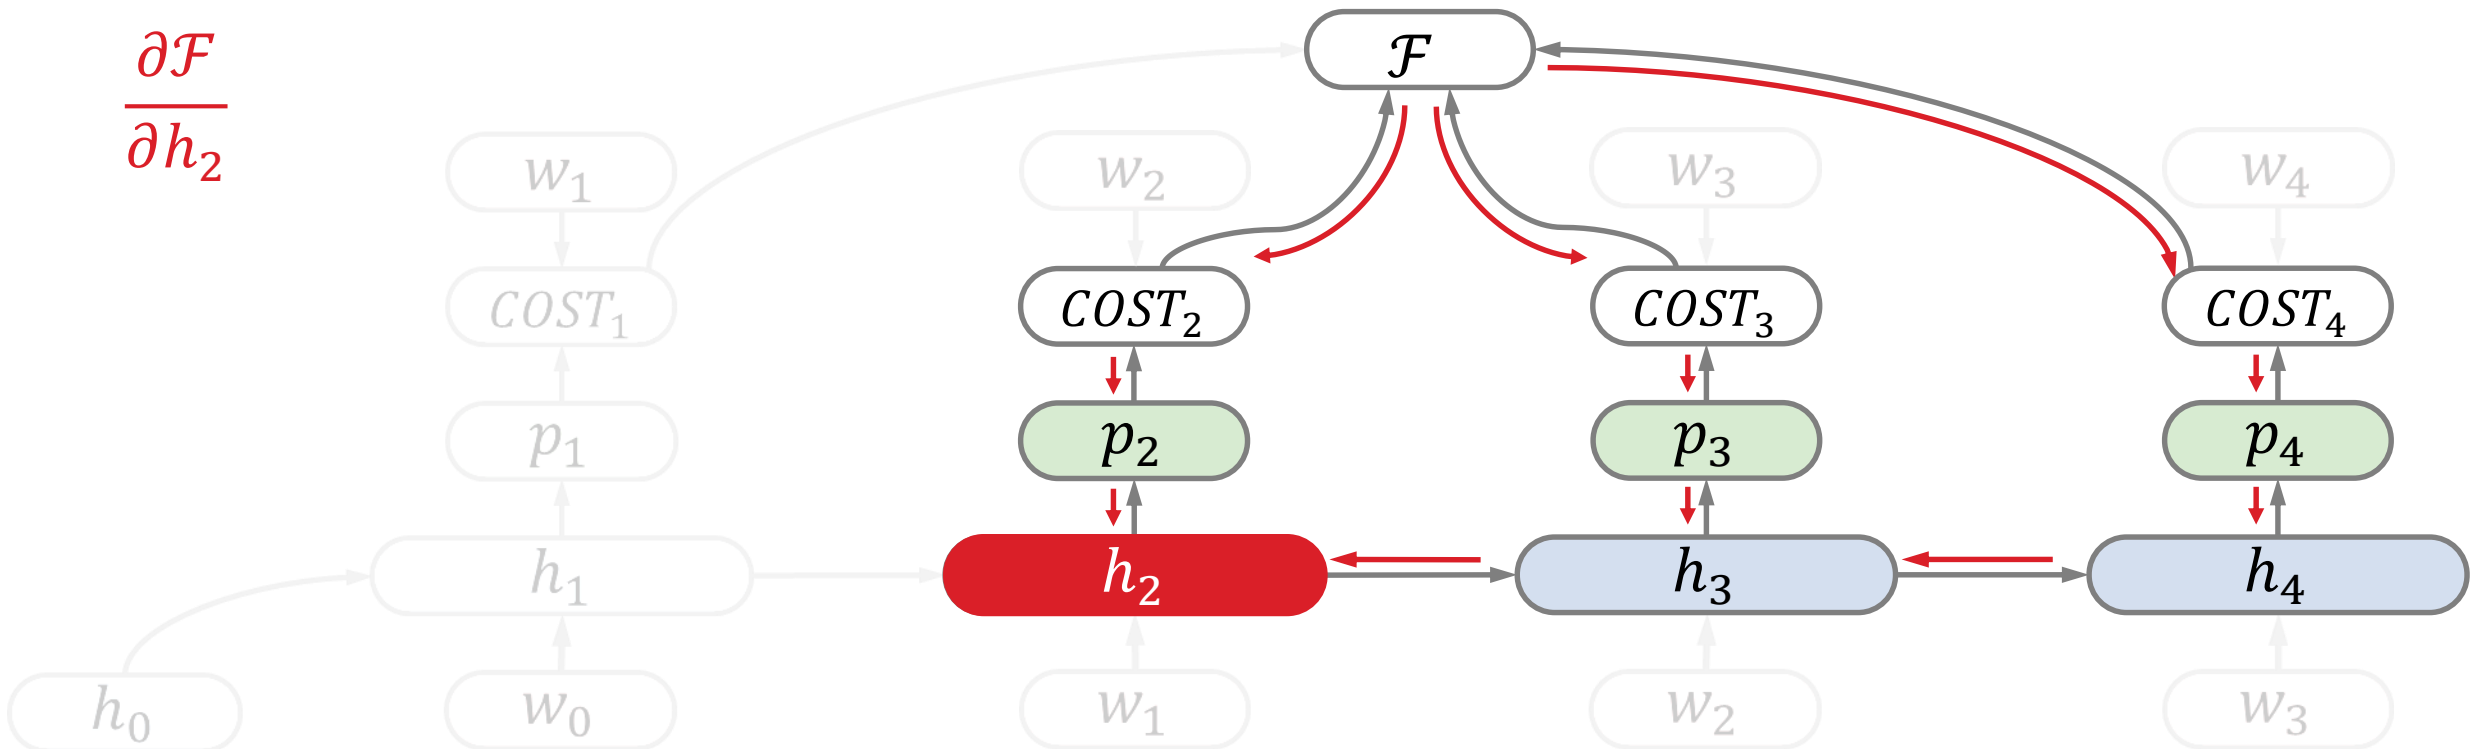 ∂ℱ
∂h₂
ℱ
w₁
w₂
w₃
w₄
COST₁
COST₂
COST₃
COST₄
p₁
p₂
p₃
p₄
h₁
h₂
h₃
h₄
h₀
w₀
w₁
w₂
w₃